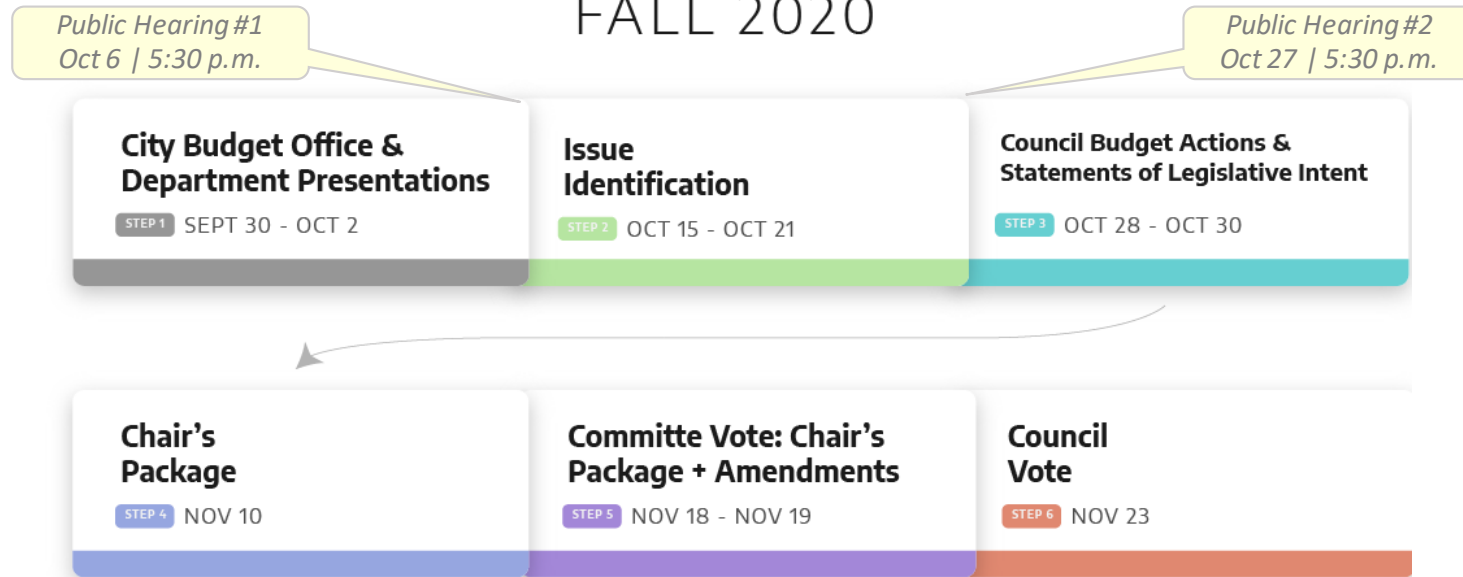 FALL 2020
Public Hearing #1
Oct 6 | 5:30 p.m.
Public Hearing #2
Oct 27 | 5:30 p.m.
City Budget Office &
Department Presentations
STEP 1 SEPT 30 - OCT 2
Issue
Identification
STEP 2 OCT 15 - OCT 21
Council Budget Actions &
Statements of Legislative Intent
STEP 3 OCT 28 - OCT 30
Chair’s
Package
STEP 4 NOV 10
Committe Vote: Chair’s
Package + Amendments
STEP 5 NOV 18 - NOV 19
Council
Vote
STEP 6 NOV 23